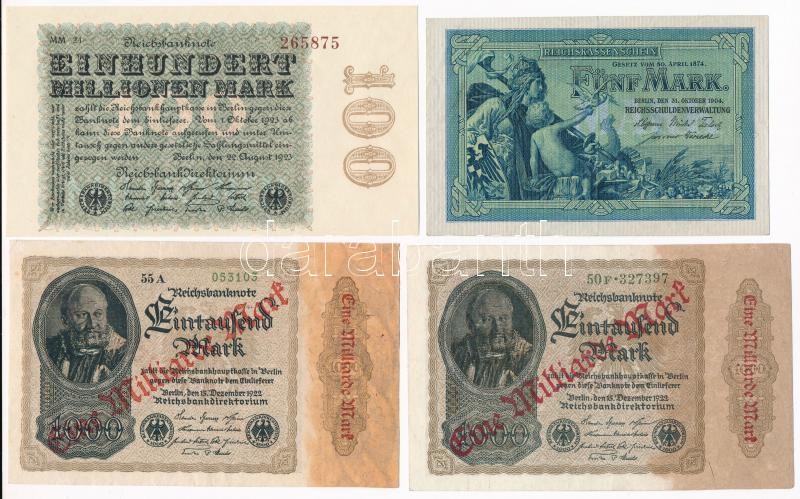 MM 21
Reichsbanknote
265875
EINHUNDERT
MILLIONEN MARK
zahlt die Reichsbankhauptkasse in Berlin gegen diese
Banknote dem Einlieferer. Vom 1. Oktober 1923 ab
kann diese Banknote aufgerufen und unter Um-
tausch gegen andere gesetzliche Zahlungsmittel ein-
gezogen werden
Berlin, den 22. August 1923
Reichsbankdirektorium
100
REICHSKASSENSCHEIN
GESETZ VOM 30. APRIL 1874.
FÜNF MARK.
BERLIN, DEN 31. OKTOBER 1904.
REICHSSCHULDENVERWALTUNG
55 A
053103
Reichsbanknote
Eintausend
Mark
zahlt die Reichsbankhauptkasse in Berlin
gegen diese Banknote dem Einlieferer
Berlin, den 15. Dezember 1922
Reichsbankdirektorium
1000
Eine Milliarde Mark
Eine Milliarde Mark
50 F•327397
Reichsbanknote
Eintausend
Mark
zahlt die Reichsbankhauptkasse in Berlin
gegen diese Banknote dem Einlieferer
Berlin, den 15. Dezember 1922
Reichsbankdirektorium
1000
Eine Milliarde Mark
Eine Milliarde Mark
darabanth